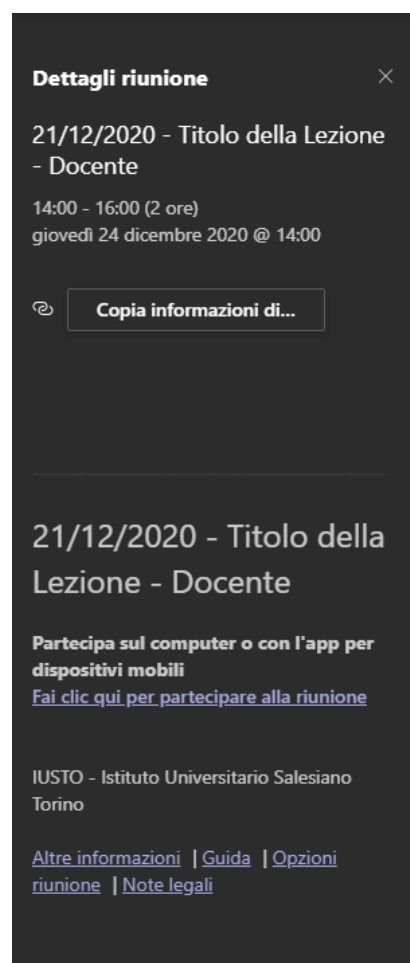 Dettagli riunione
21/12/2020 - Titolo della Lezione
- Docente
14:00 - 16:00 (2 ore)
giovedì 24 dicembre 2020 @ 14:00
Copia informazioni di...
21/12/2020 - Titolo della
Lezione - Docente
Partecipa sul computer o con l'app per
dispositivi mobili
Fai clic qui per partecipare alla riunione
IUSTO - Istituto Universitario Salesiano
Torino
Altre informazioni | Guida | Opzioni
riunione | Note legali